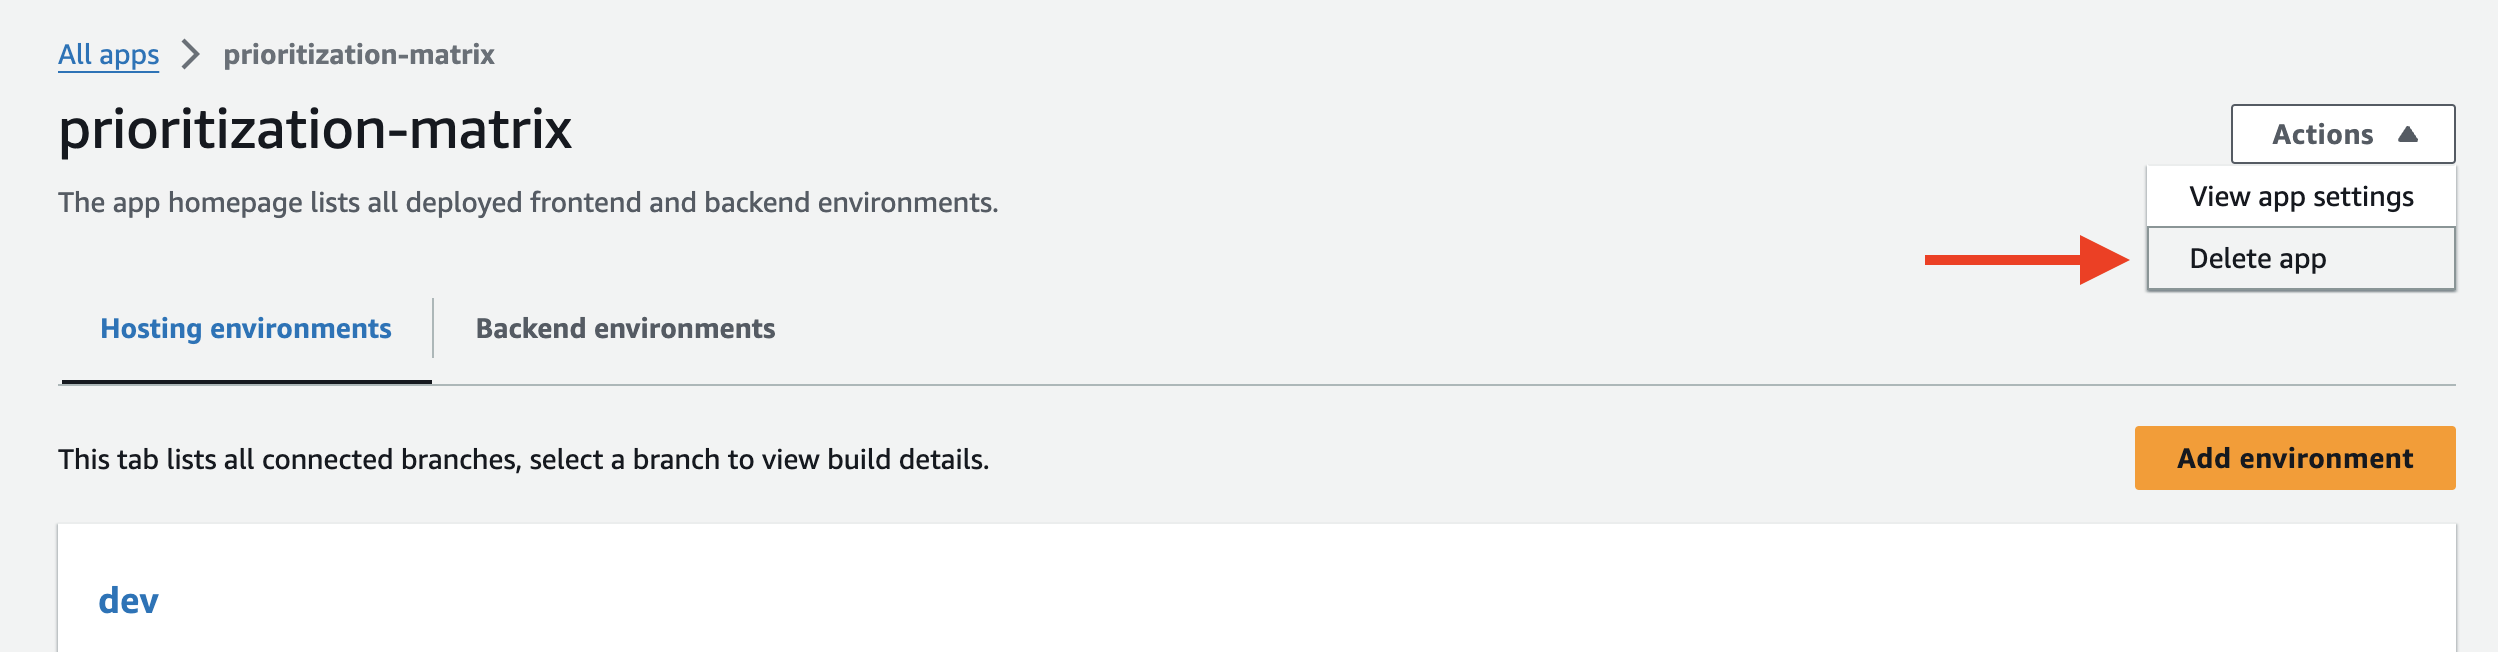 All apps > prioritization-matrix
prioritization-matrix
Actions
View app settings
The app homepage lists all deployed frontend and backend environments.
Delete app
Hosting environments
Backend environments
This tab lists all connected branches, select a branch to view build details.
Add environment
dev